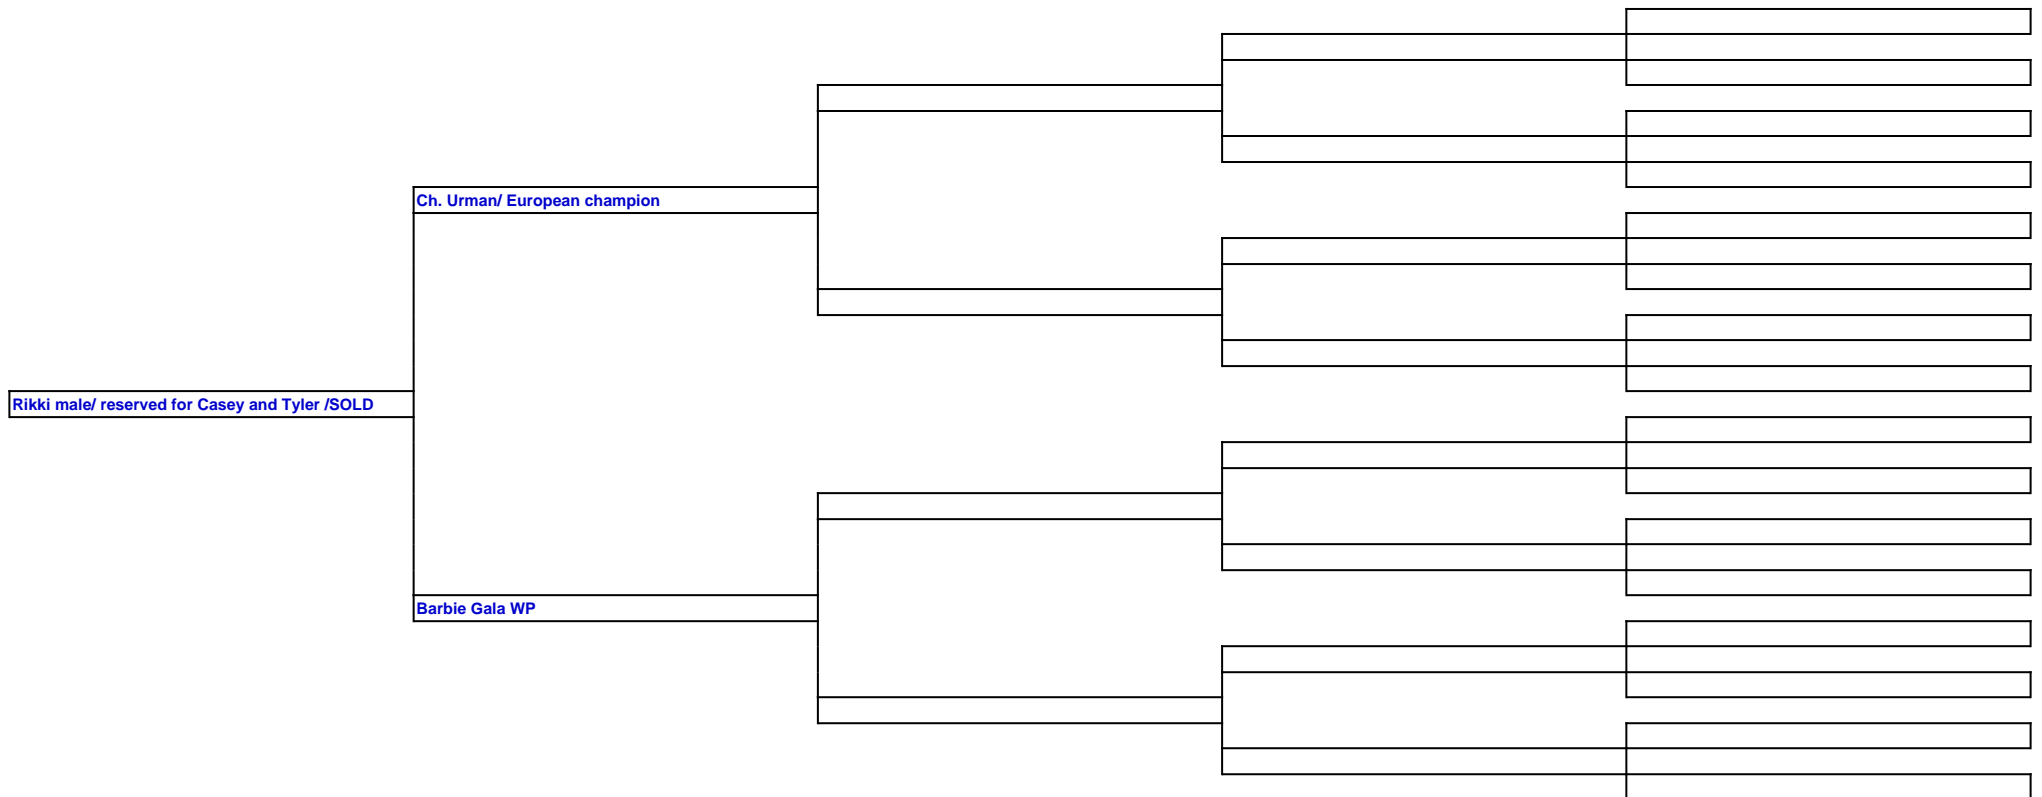 Ch. Urman/ European champion
Rikki male/ reserved for Casey and Tyler /SOLD
Barbie Gala WP